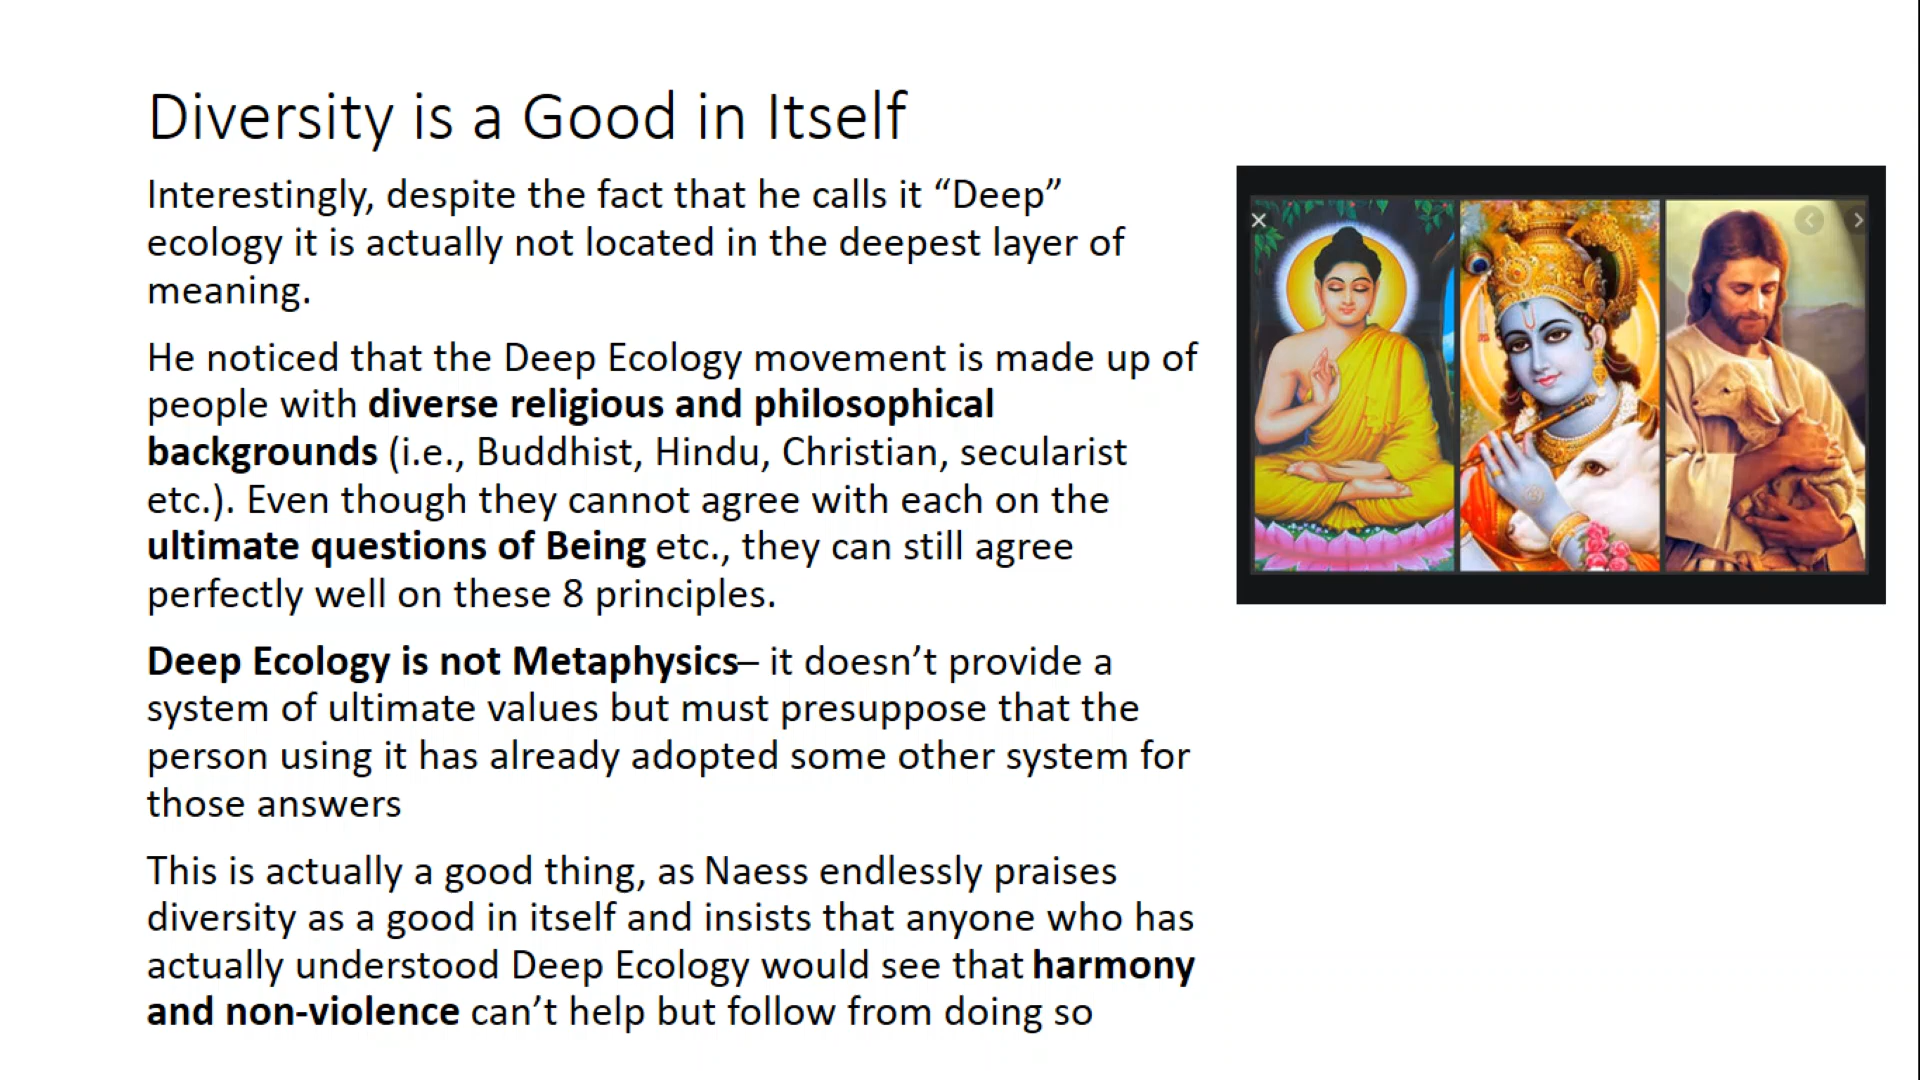 Diversity is a Good in Itself
Interestingly, despite the fact that he calls it “Deep”
ecology it is actually not located in the deepest layer of
meaning.
He noticed that the Deep Ecology movement is made up of
people with diverse religious and philosophical
backgrounds (i.e., Buddhist, Hindu, Christian, secularist
etc.). Even though they cannot agree with each on the
ultimate questions of Being etc., they can still agree
perfectly well on these 8 principles.
Deep Ecology is not Metaphysics– it doesn’t provide a
system of ultimate values but must presuppose that the
person using it has already adopted some other system for
those answers
This is actually a good thing, as Naess endlessly praises
diversity as a good in itself and insists that anyone who has
actually understood Deep Ecology would see that harmony
and non-violence can’t help but follow from doing so